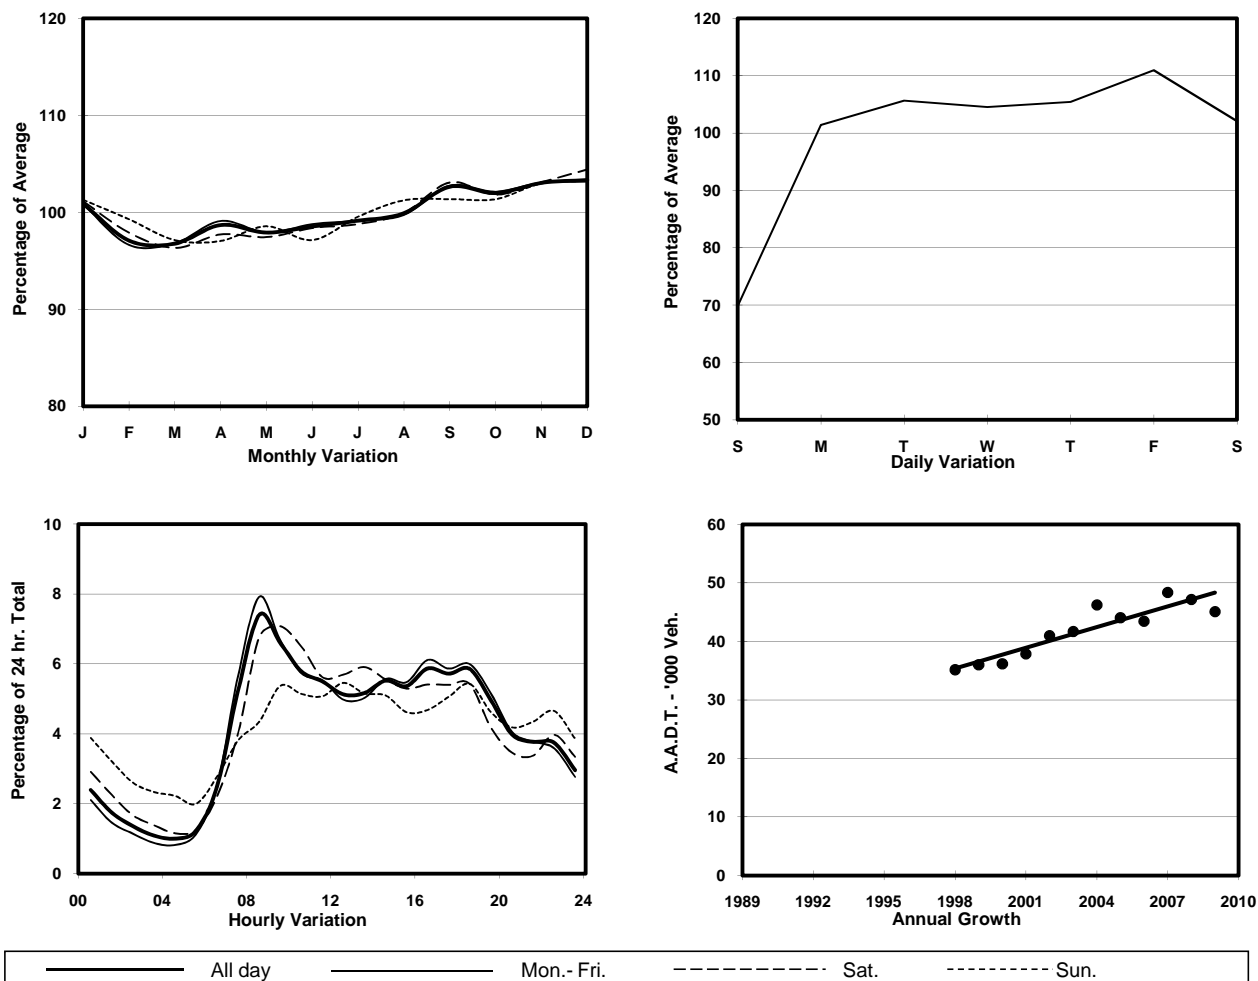 120
110
100
90
80
Percentage of Average
J F M A M J J A S O N D
Monthly Variation
120
110
100
90
80
70
60
50
Percentage of Average
S M T W T F S
Daily Variation
10
8
6
4
2
0
Percentage of 24 hr. Total
00 04 08 12 16 20 24
Hourly Variation
60
50
40
30
20
10
0
A.A.D.T. - '000 Veh.
1989 1992 1995 1998 2001 2004 2007 2010
Annual Growth
All day Mon.- Fri. Sat. Sun.